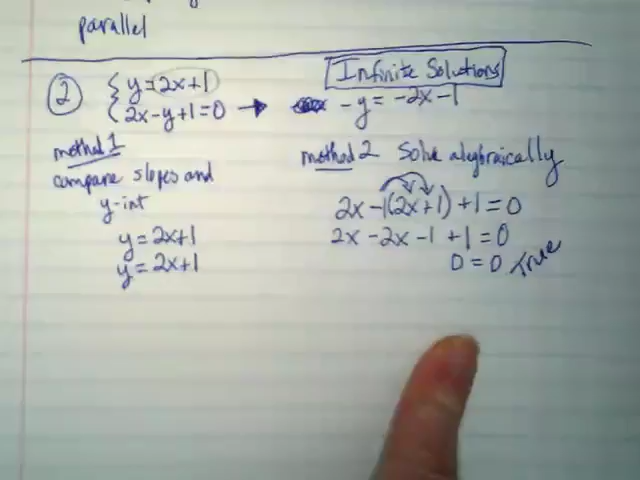 parallel
② { y=2x+1
Infinite Solutions
2x-y+1=0 → -y = -2x-1
method 1
compare slopes and
y-int
y = 2x+1
y = 2x+1
method 2 Solve algebraically
2x -1(2x+1) +1 = 0
2x -2x -1 +1 = 0
0 = 0 True